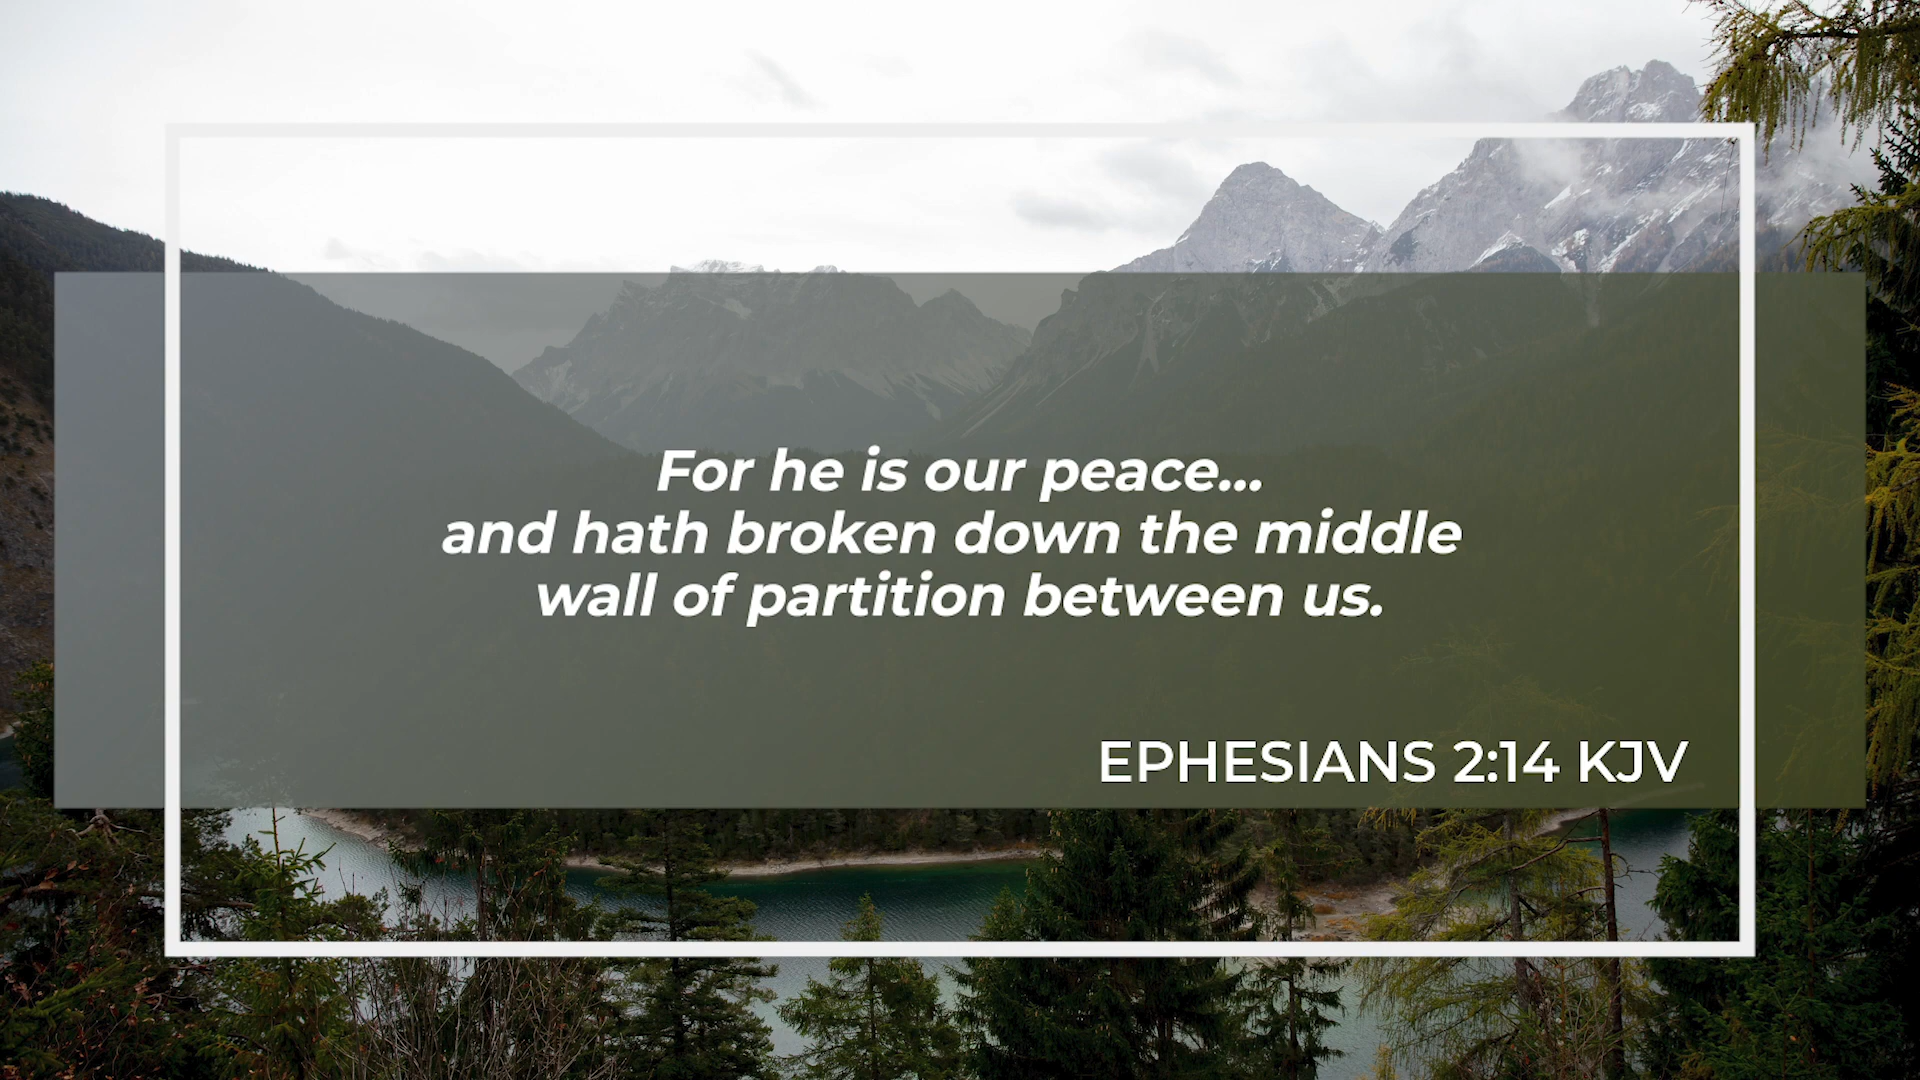 For he is our peace...
and hath broken down the middle
wall of partition between us.
EPHESIANS 2:14 KJV